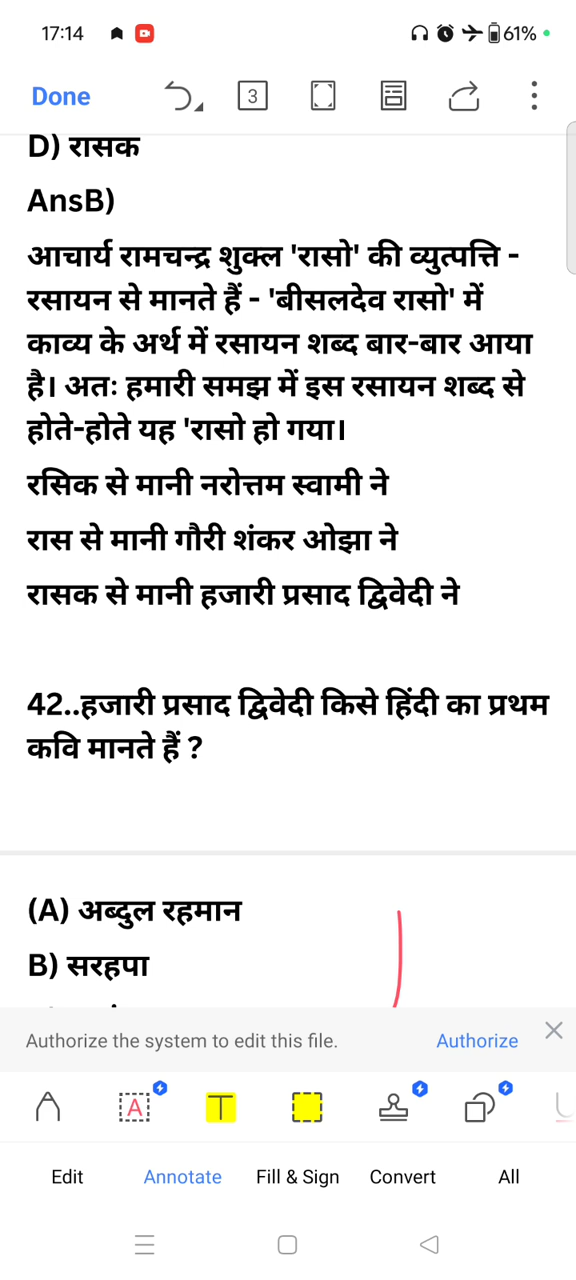 17:14
61%
Done
3
D) रासक
AnsB)
आचार्य रामचन्द्र शुक्ल 'रासो' की व्युत्पत्ति -
रसायन से मानते हैं - 'बीसलदेव रासो' में
काव्य के अर्थ में रसायन शब्द बार-बार आया
है। अतः हमारी समझ में इस रसायन शब्द से
होते-होते यह 'रासो हो गया।
रसिक से मानी नरोत्तम स्वामी ने
रास से मानी गौरी शंकर ओझा ने
रासक से मानी हजारी प्रसाद द्विवेदी ने
42..हजारी प्रसाद द्विवेदी किसे हिंदी का प्रथम
कवि मानते हैं ?
(A) अब्दुल रहमान
B) सरहपा
Authorize the system to edit this file.
Authorize
A
T
Edit
Annotate
Fill & Sign
Convert
All